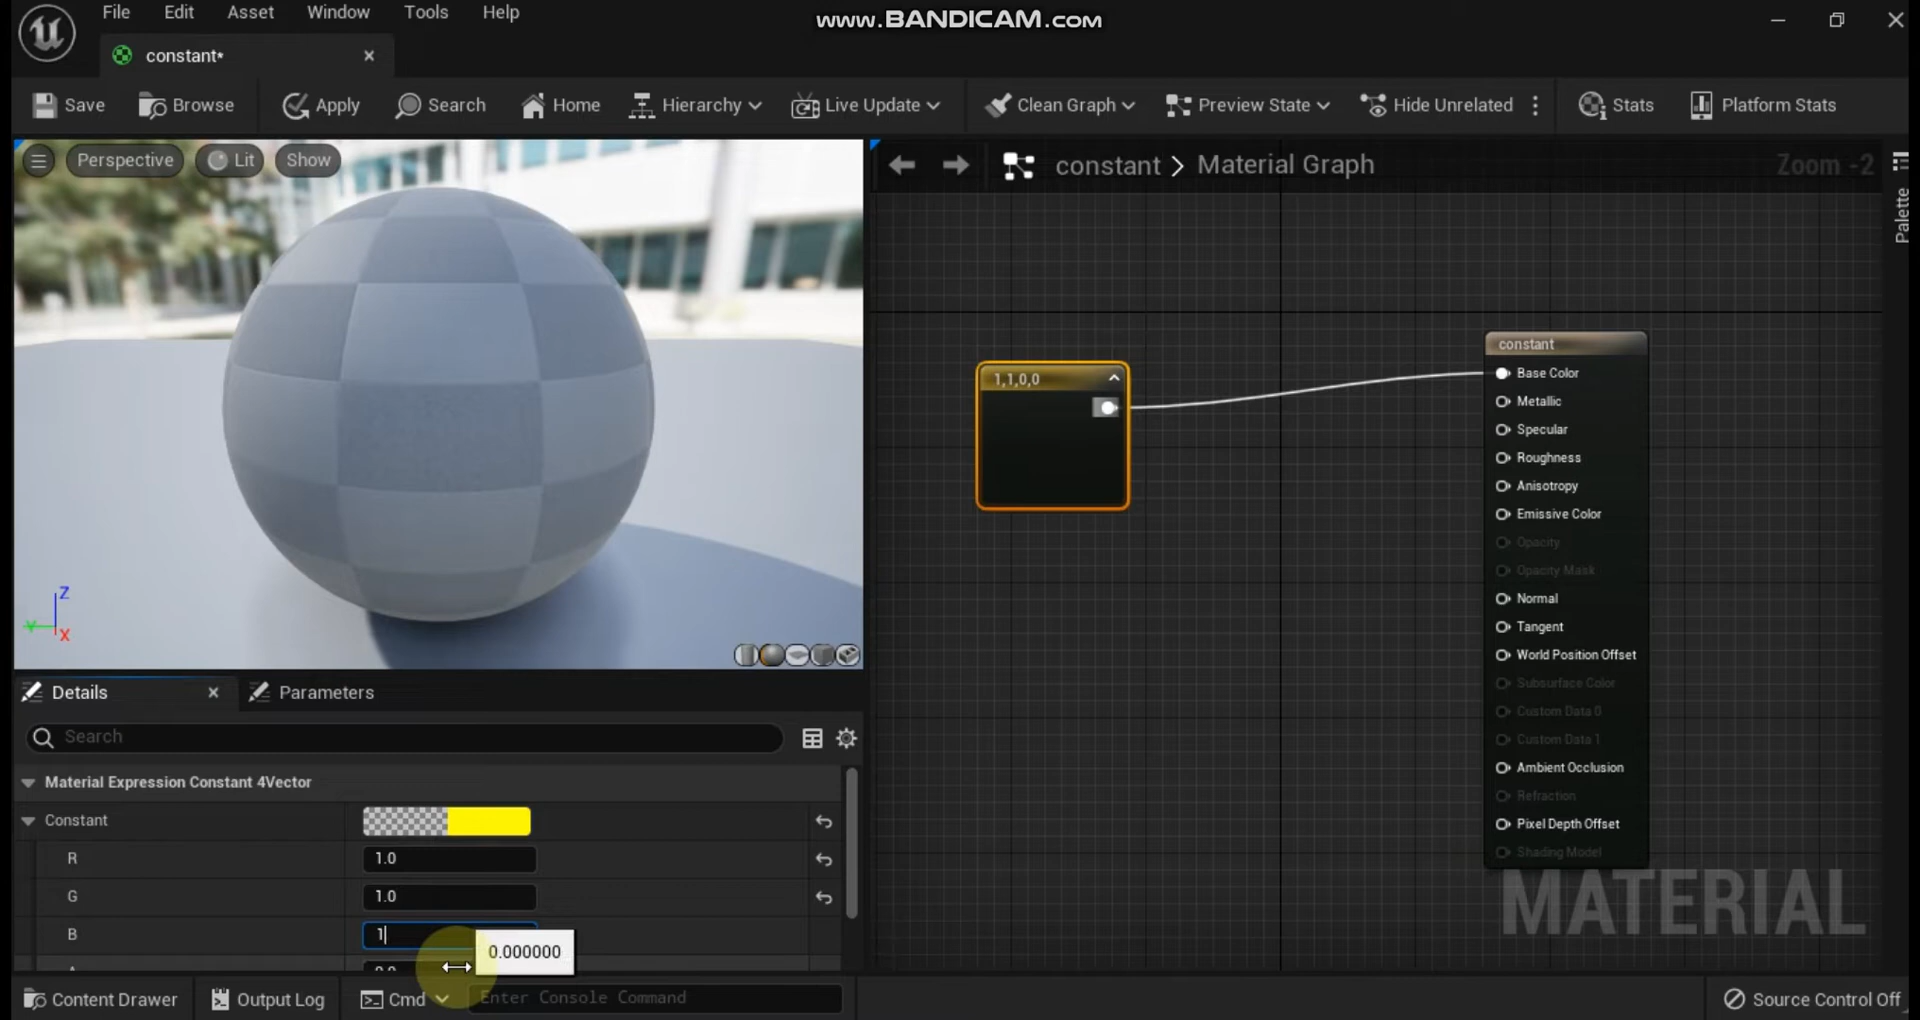 File Edit Asset Window Tools Help
www.BANDICAM.com
constant*
Save Browse Apply Search Home Hierarchy Live Update Clean Graph Preview State Hide Unrelated Stats Platform Stats
Perspective Lit Show
constant > Material Graph
Zoom -2
Palette
1,1,0,0
constant
Base Color
Metallic
Specular
Roughness
Anisotropy
Emissive Color
Opacity
Opacity Mask
Normal
Tangent
World Position Offset
Subsurface Color
Custom Data 0
Custom Data 1
Ambient Occlusion
Refraction
Pixel Depth Offset
Shading Model
MATERIAL
Z
Y
X
Details Parameters
Search
Material Expression Constant 4Vector
Constant
R 1.0
G 1.0
B 1
0.000000
Content Drawer Output Log Cmd Enter Console Command Source Control Off